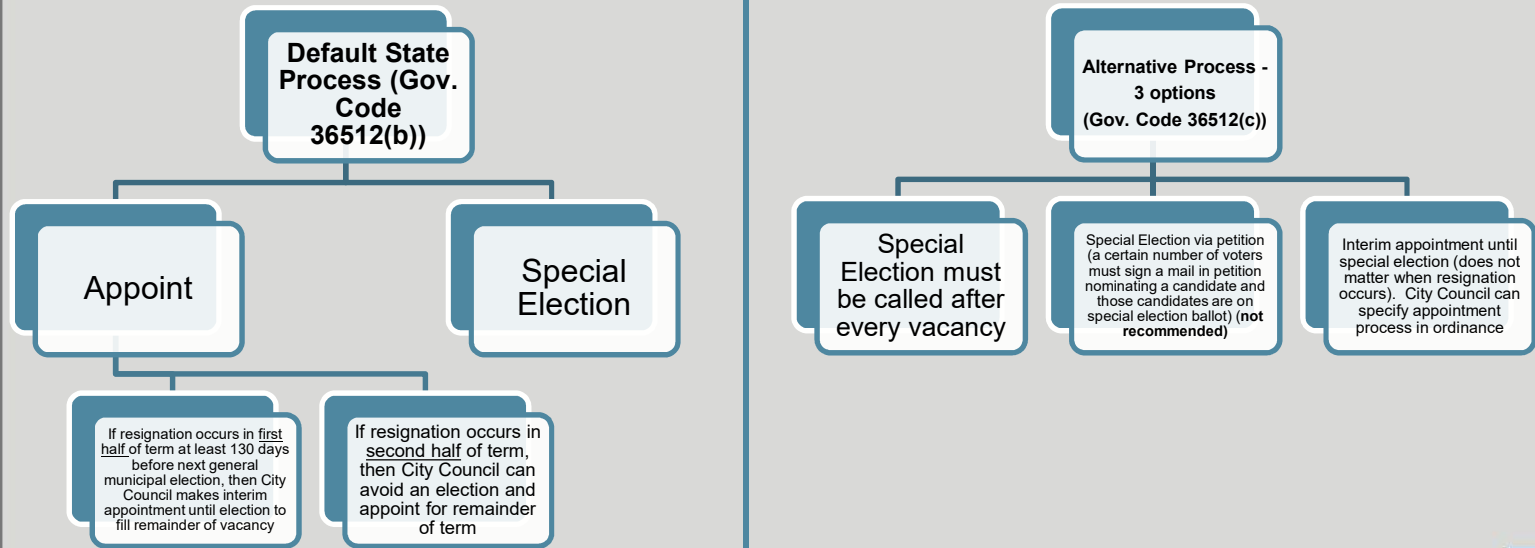 Default State
Process (Gov.
Code
36512(b))
Appoint
Special
Election
If resignation occurs in first
half of term at least 130 days
before next general
municipal election, then City
Council makes interim
appointment until election to
fill remainder of vacancy
If resignation occurs in
second half of term,
then City Council can
avoid an election and
appoint for remainder
of term
Alternative Process -
3 options
(Gov. Code 36512(c))
Special
Election must
be called after
every vacancy
Special Election via petition
(a certain number of voters
must sign a mail in petition
nominating a candidate and
those candidates are on
special election ballot) (not
recommended)
Interim appointment until
special election (does not
matter when resignation
occurs).  City Council can
specify appointment
process in ordinance